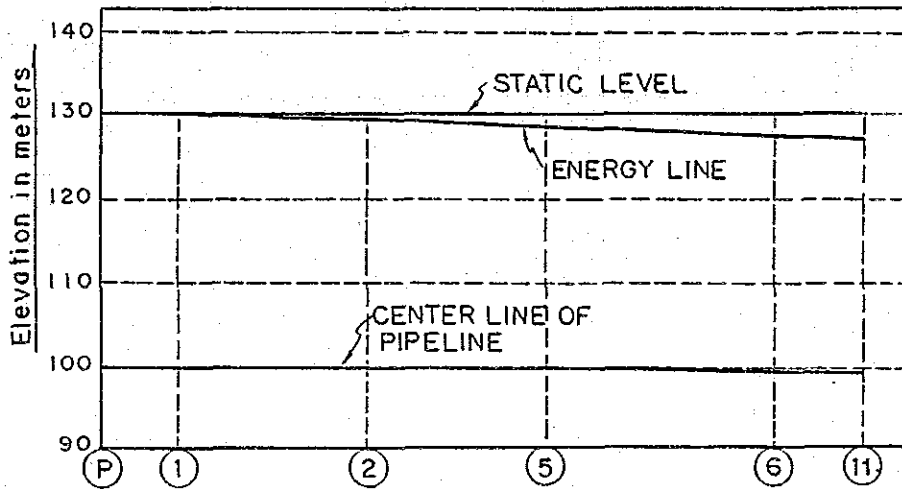 Elevation in meters
140
130
120
110
100
90
STATIC LEVEL
ENERGY LINE
CENTER LINE OF
PIPELINE
P
1
2
5
6
11